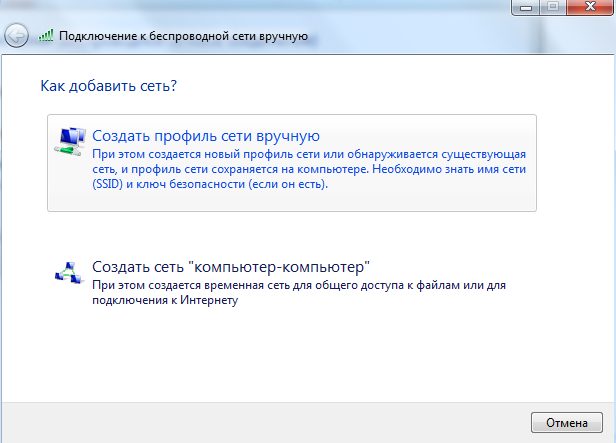 Подключение к беспроводной сети вручную
Как добавить сеть?
Создать профиль сети вручную
При этом создается новый профиль сети или обнаруживается существующая
сеть, и профиль сети сохраняется на компьютере. Необходимо знать имя сети
(SSID) и ключ безопасности (если он есть).
Создать сеть "компьютер-компьютер"
При этом создается временная сеть для общего доступа к файлам или для
подключения к Интернету
Отмена